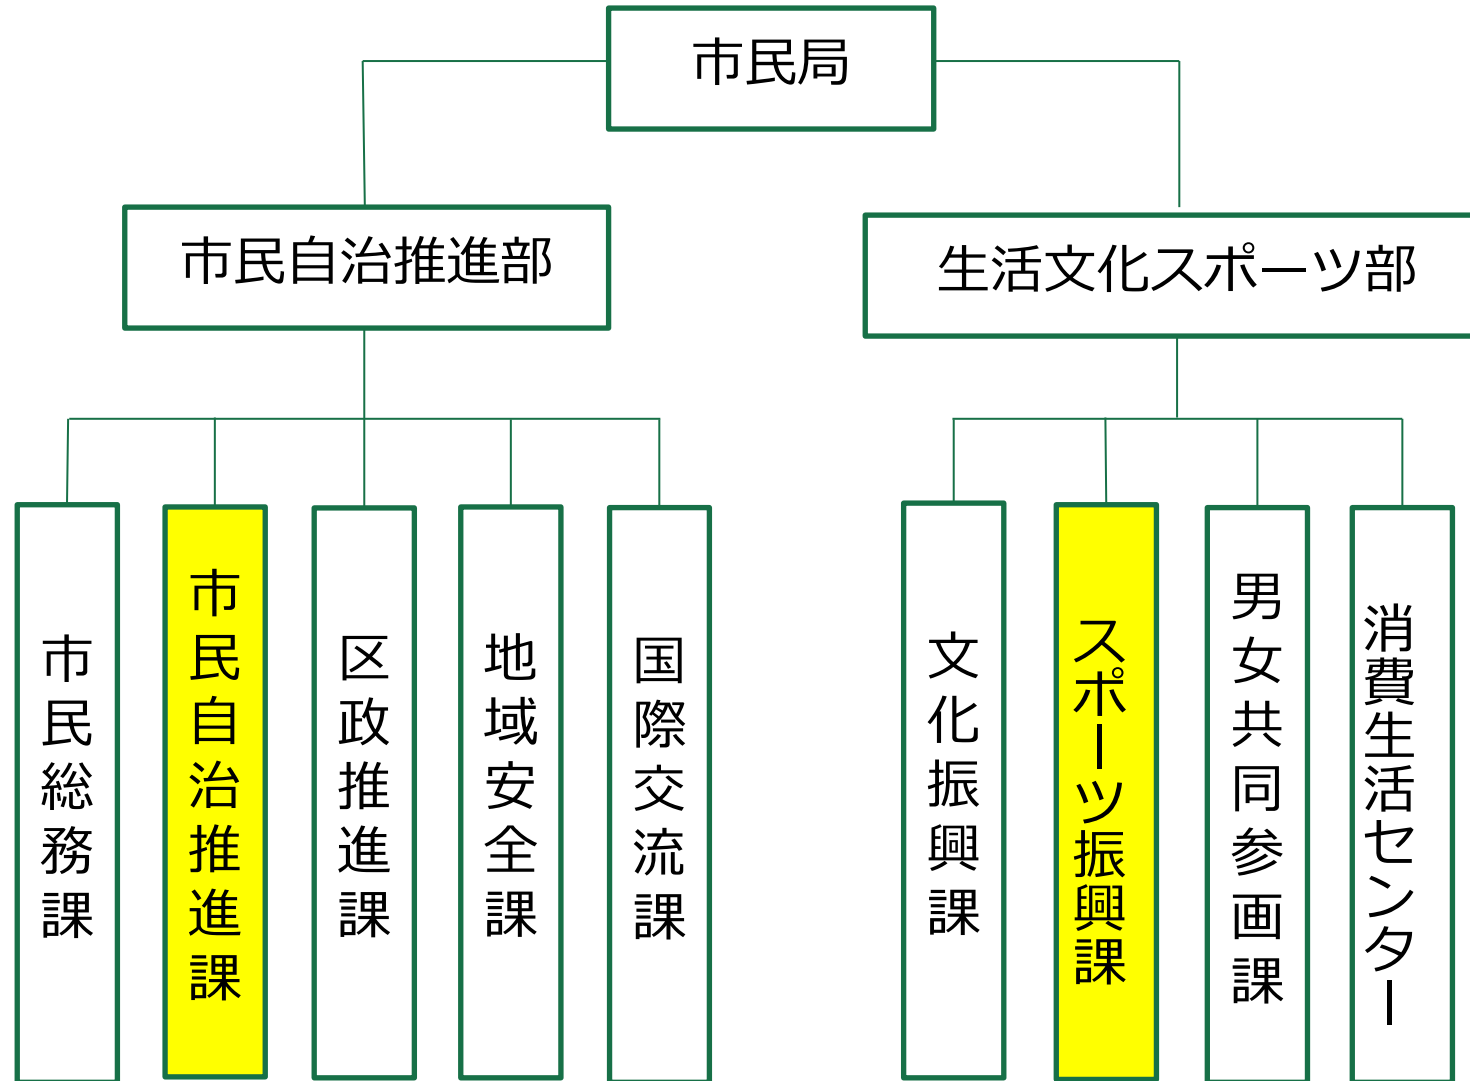 市民局
市民自治推進部
生活文化スポーツ部
市民総務課
市民自治推進課
区政推進課
地域安全課
国際交流課
文化振興課
スポーツ振興課
男女共同参画課
消費生活センター